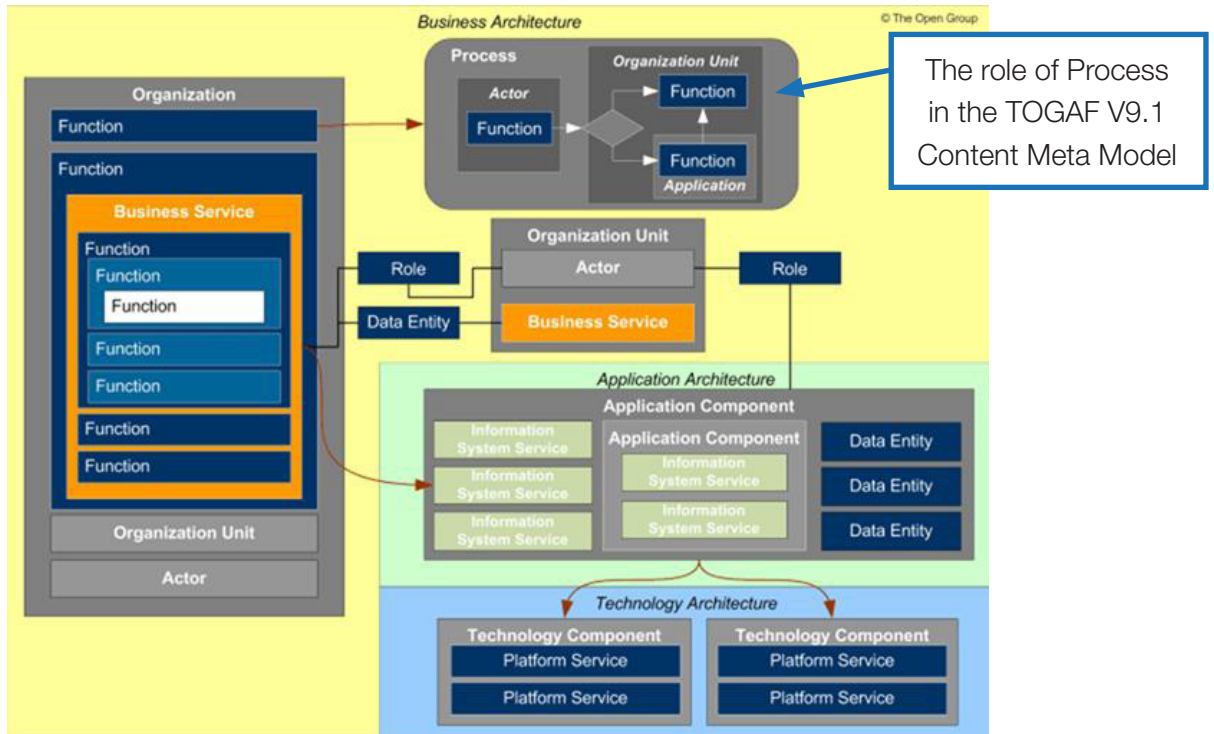 Business Architecture
© The Open Group
The role of Process
in the TOGAF V9.1
Content Meta Model
Process
Organization Unit
Actor
Function
Function
Function
Application
Organization
Function
Function
Business Service
Function
Function
Function
Function
Function
Function
Function
Organization Unit
Actor
Role
Data Entity
Organization Unit
Actor
Business Service
Role
Application Architecture
Application Component
Information
System Service
Information
System Service
Information
System Service
Application Component
Information
System Service
Information
System Service
Data Entity
Data Entity
Data Entity
Technology Architecture
Technology Component
Platform Service
Platform Service
Technology Component
Platform Service
Platform Service